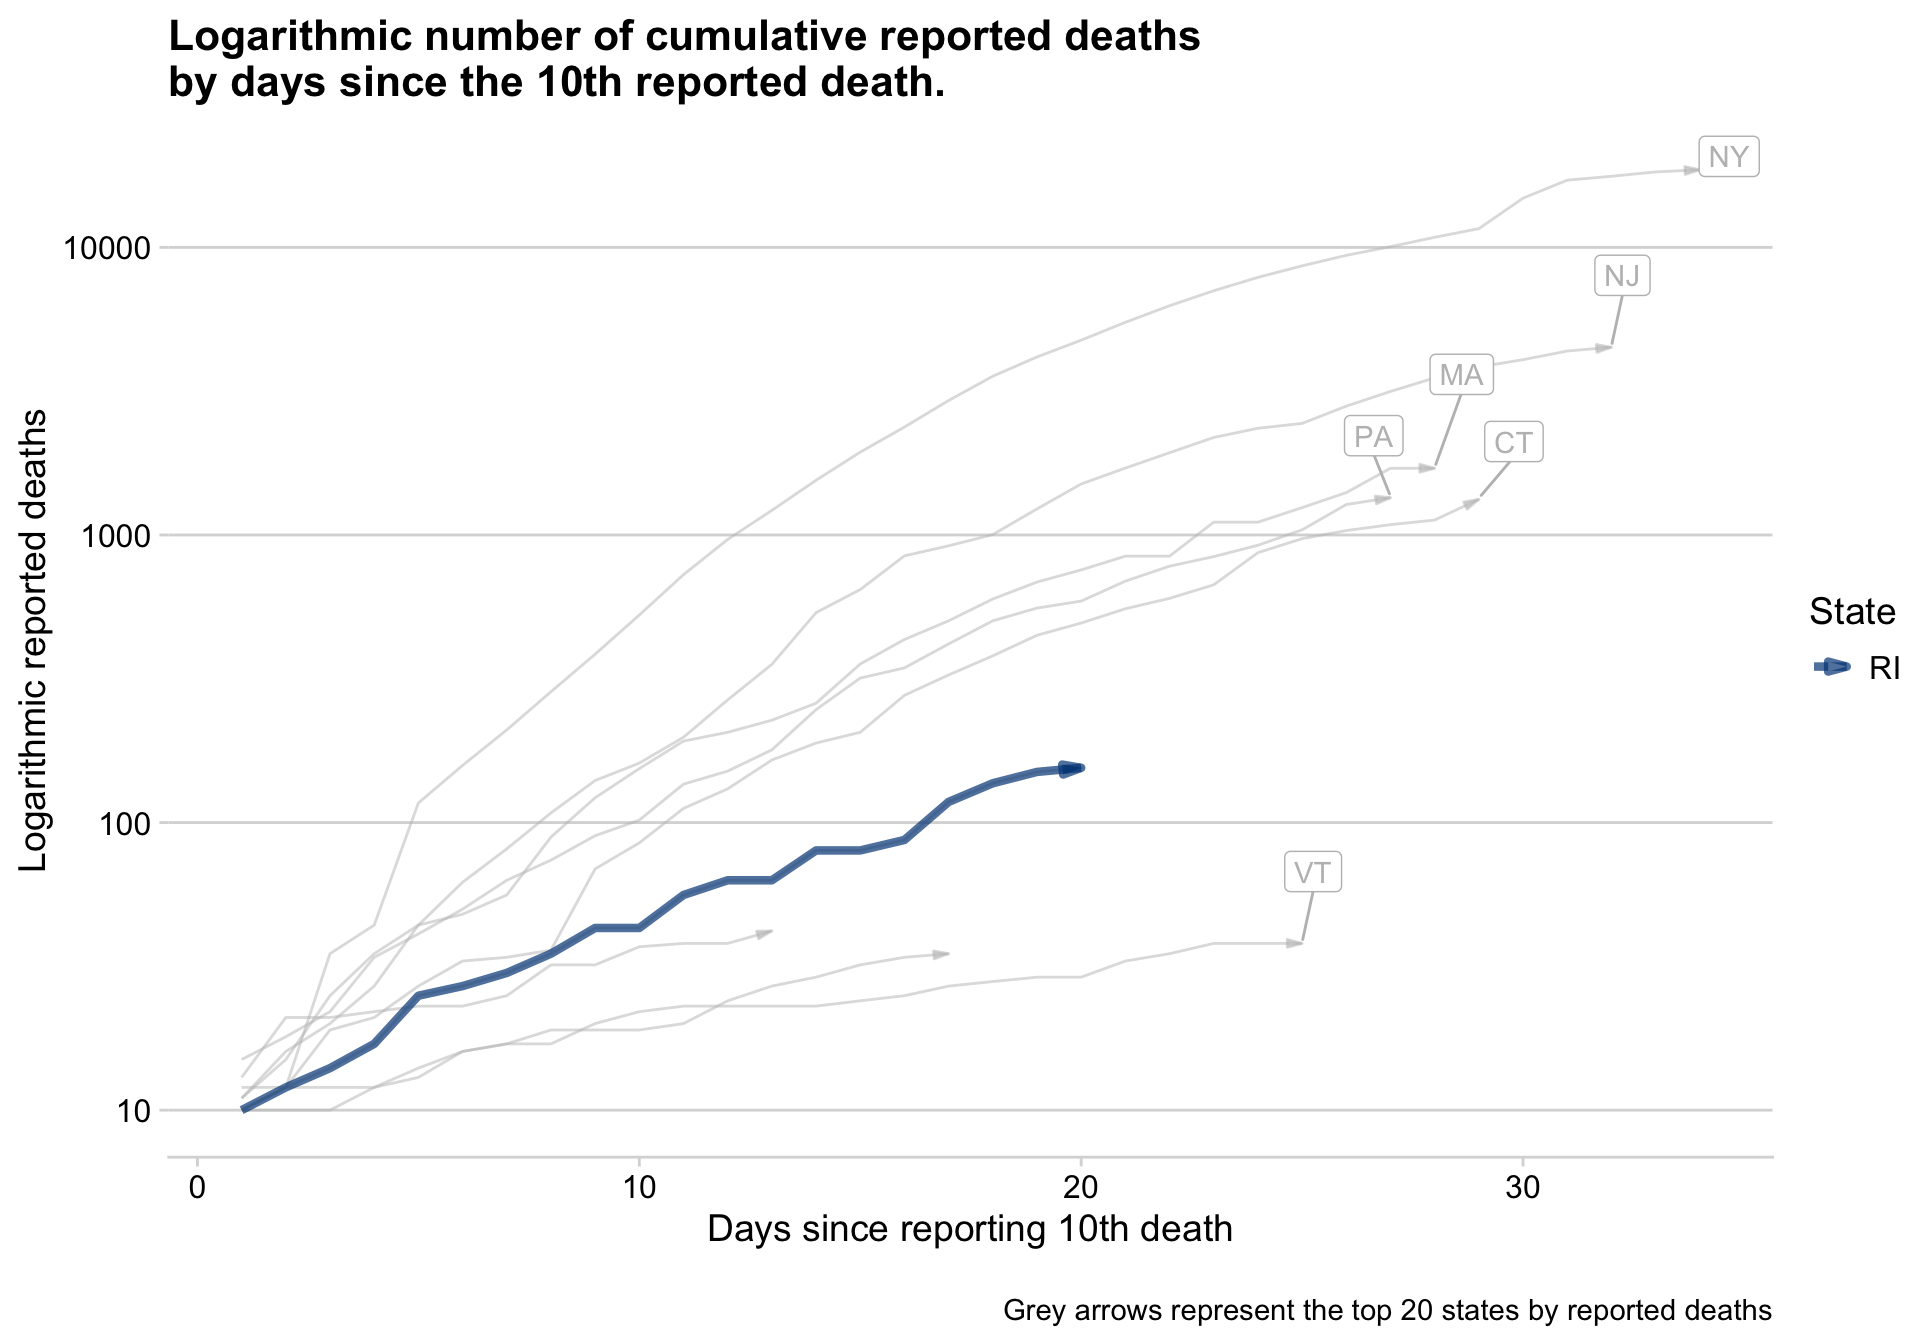 Logarithmic number of cumulative reported deaths
by days since the 10th reported death.
NY
10000
NJ
MA
PA
CT
1000
Logarithmic reported deaths
State
RI
100
VT
10
0 10 20 30
Days since reporting 10th death
Grey arrows represent the top 20 states by reported deaths